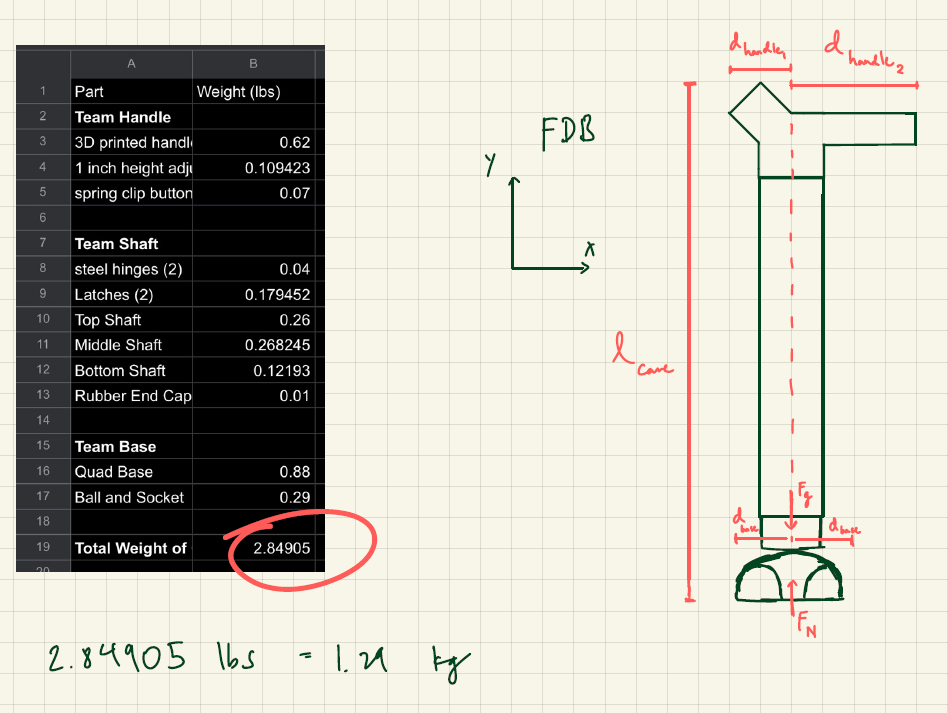 A B
1 Part Weight (lbs)
2 Team Handle
3 3D printed handl 0.62
4 1 inch height adju 0.109423
5 spring clip button 0.07
6
7 Team Shaft
8 steel hinges (2) 0.04
9 Latches (2) 0.179452
10 Top Shaft 0.26
11 Middle Shaft 0.268245
12 Bottom Shaft 0.12193
13 Rubber End Cap 0.01
14
15 Team Base
16 Quad Base 0.88
17 Ball and Socket 0.29
18
19 Total Weight of 2.84905
20
FDB
Y
X
d handle1
d handle2
l cane
Fg
d base
d base
FN
2.84905 lbs = 1.29 kg